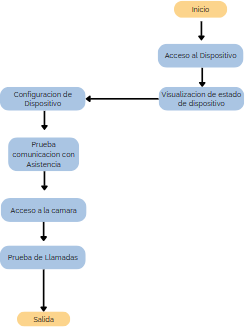 Inicio
Acceso al Dispositivo
Visualizacion de estado
de dispositivo
Configuracion de
Dispositivo
Prueba
comunicacion con
Asistencia
Acceso a la camara
Prueba de Llamadas
Salida